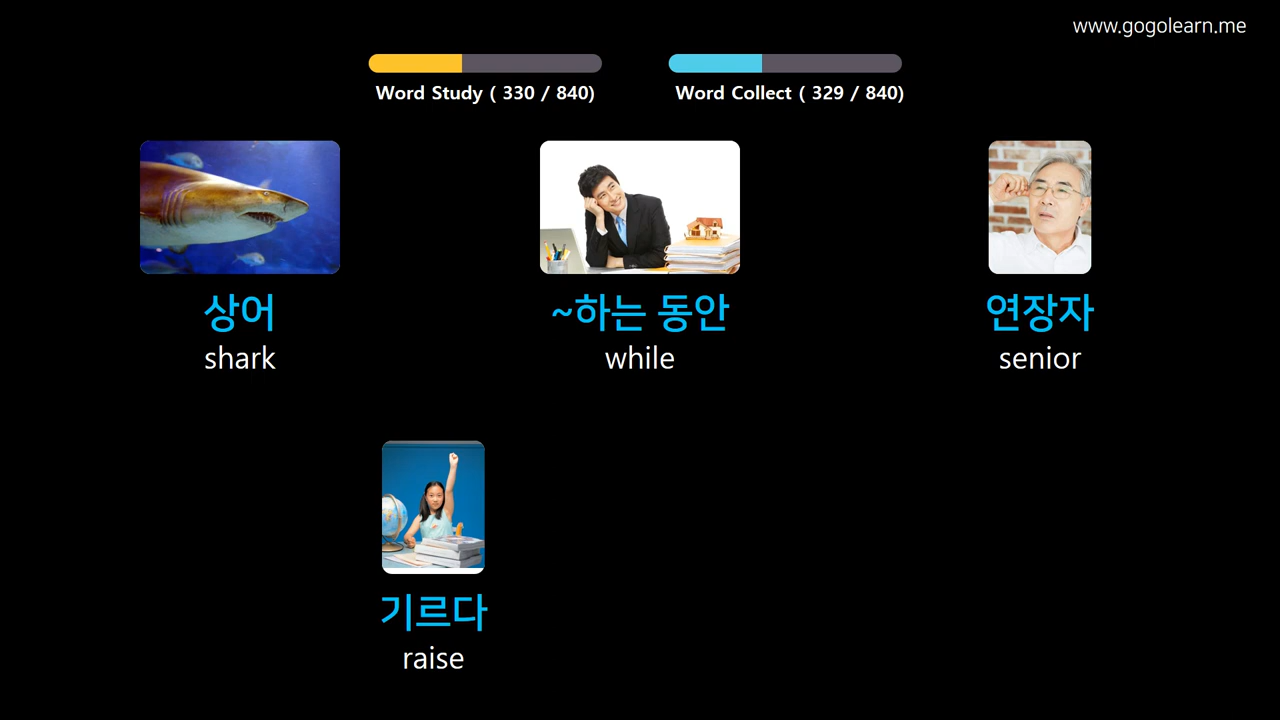 www.gogolearn.me
Word Study ( 330 / 840)
Word Collect ( 329 / 840)
상어
shark
~하는 동안
while
연장자
senior
기르다
raise